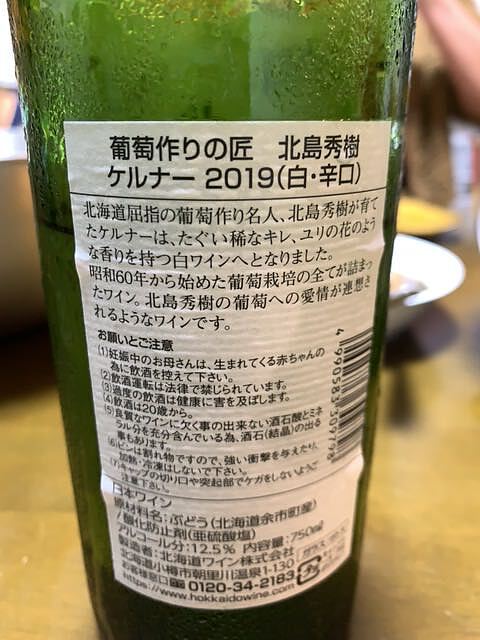 葡萄作りの匠 北島秀樹
ケルナー 2019(白・辛口)
北海道屈指の葡萄作り名人、北島秀樹が育て
たケルナーは、たぐい稀なキレ、ユリの花のよう
な香りを持つ白ワインへとなりました。
昭和60年から始めた葡萄栽培の全てが詰まっ
たワイン。北島秀樹の葡萄への愛情が連想さ
れるようなワインです。
お願いとご注意
(1)妊娠中のお母さんは、生まれてくる赤ちゃんの
為に飲酒を控えて下さい。
(2)飲酒運転は法律で禁じられています。
(3)過度の飲酒は健康に害を及ぼします。
(4)飲酒は20歳から。
(5)良質なワインに欠く事の出来ない酒石酸とミネ
ラル分を充分含んでいる為、酒石(結晶)の出る
事もあります。
(6)ビンは割れ物ですので、強い衝撃を与えたり、
加熱・冷凍はしないで下さい。
(7)キャップの切り口や突起部でケガをしないようご
注意下さい。
日本ワイン
原材料名:ぶどう(北海道余市町産)
酸化防止剤(亜硫酸塩)
アルコール分:12.5% 内容量:750ml
製造者:北海道ワイン株式会社
北海道小樽市朝里川温泉1-130
お客様窓口 0120-34-2183
https://www.hokkaidowine.com